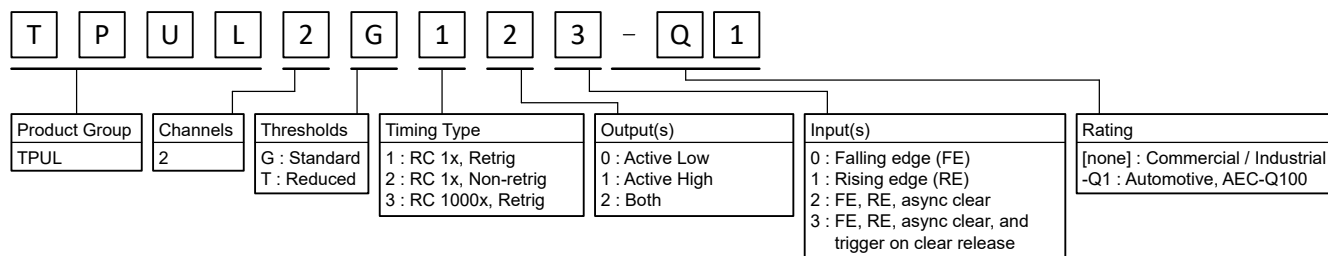 T P U L 2 G 1 2 3 - Q 1
Product Group
TPUL
Channels
2
Thresholds
G : Standard
T : Reduced
Timing Type
1 : RC 1x, Retrig
2 : RC 1x, Non-retrig
3 : RC 1000x, Retrig
Output(s)
0 : Active Low
1 : Active High
2 : Both
Input(s)
0 : Falling edge (FE)
1 : Rising edge (RE)
2 : FE, RE, async clear
3 : FE, RE, async clear, and
trigger on clear release
Rating
[none] : Commercial / Industrial
-Q1 : Automotive, AEC-Q100